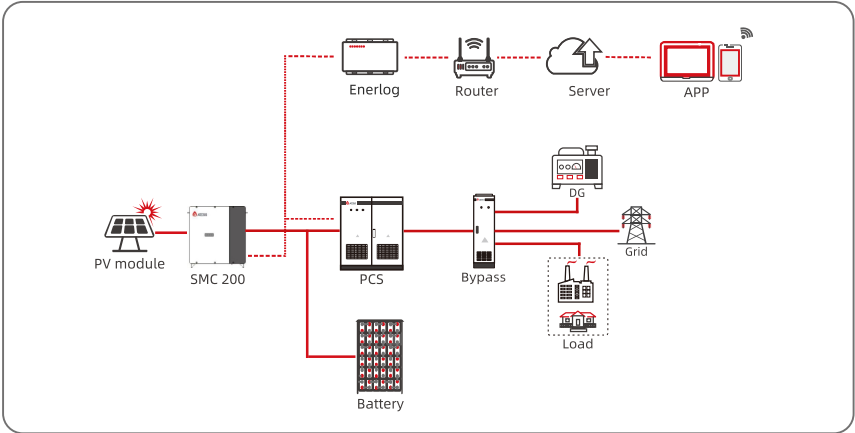 Enerlog
Router
Server
APP
DG
PV module
SMC 200
PCS
Bypass
Grid
Load
Battery